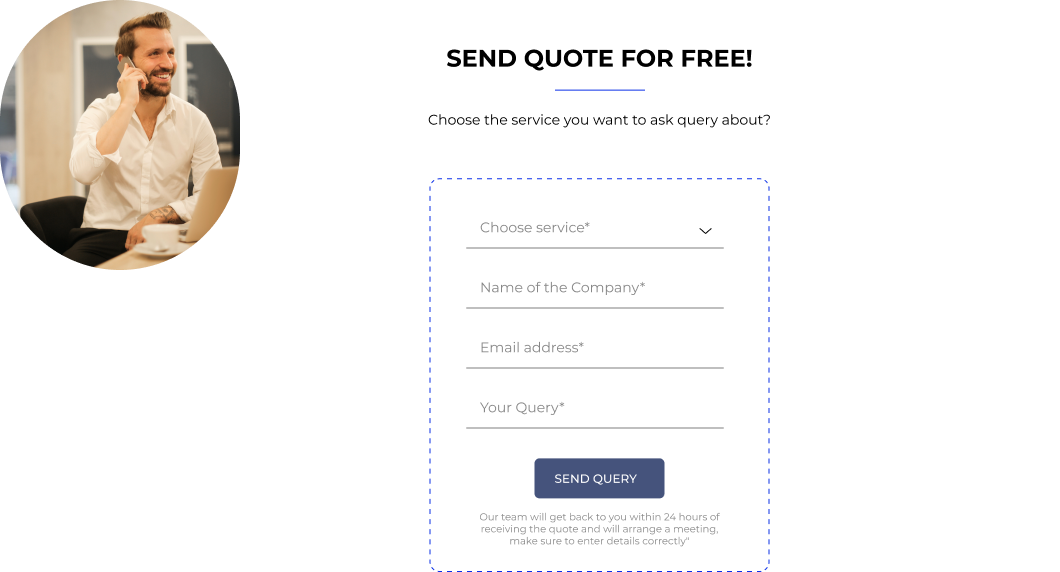 SEND QUOTE FOR FREE!
Choose the service you want to ask query about?
Choose service*
Name of the Company*
Email address*
Your Query*
SEND QUERY
Our team will get back to you within 24 hours of
receiving the quote and will arrange a meeting,
make sure to enter details correctly"